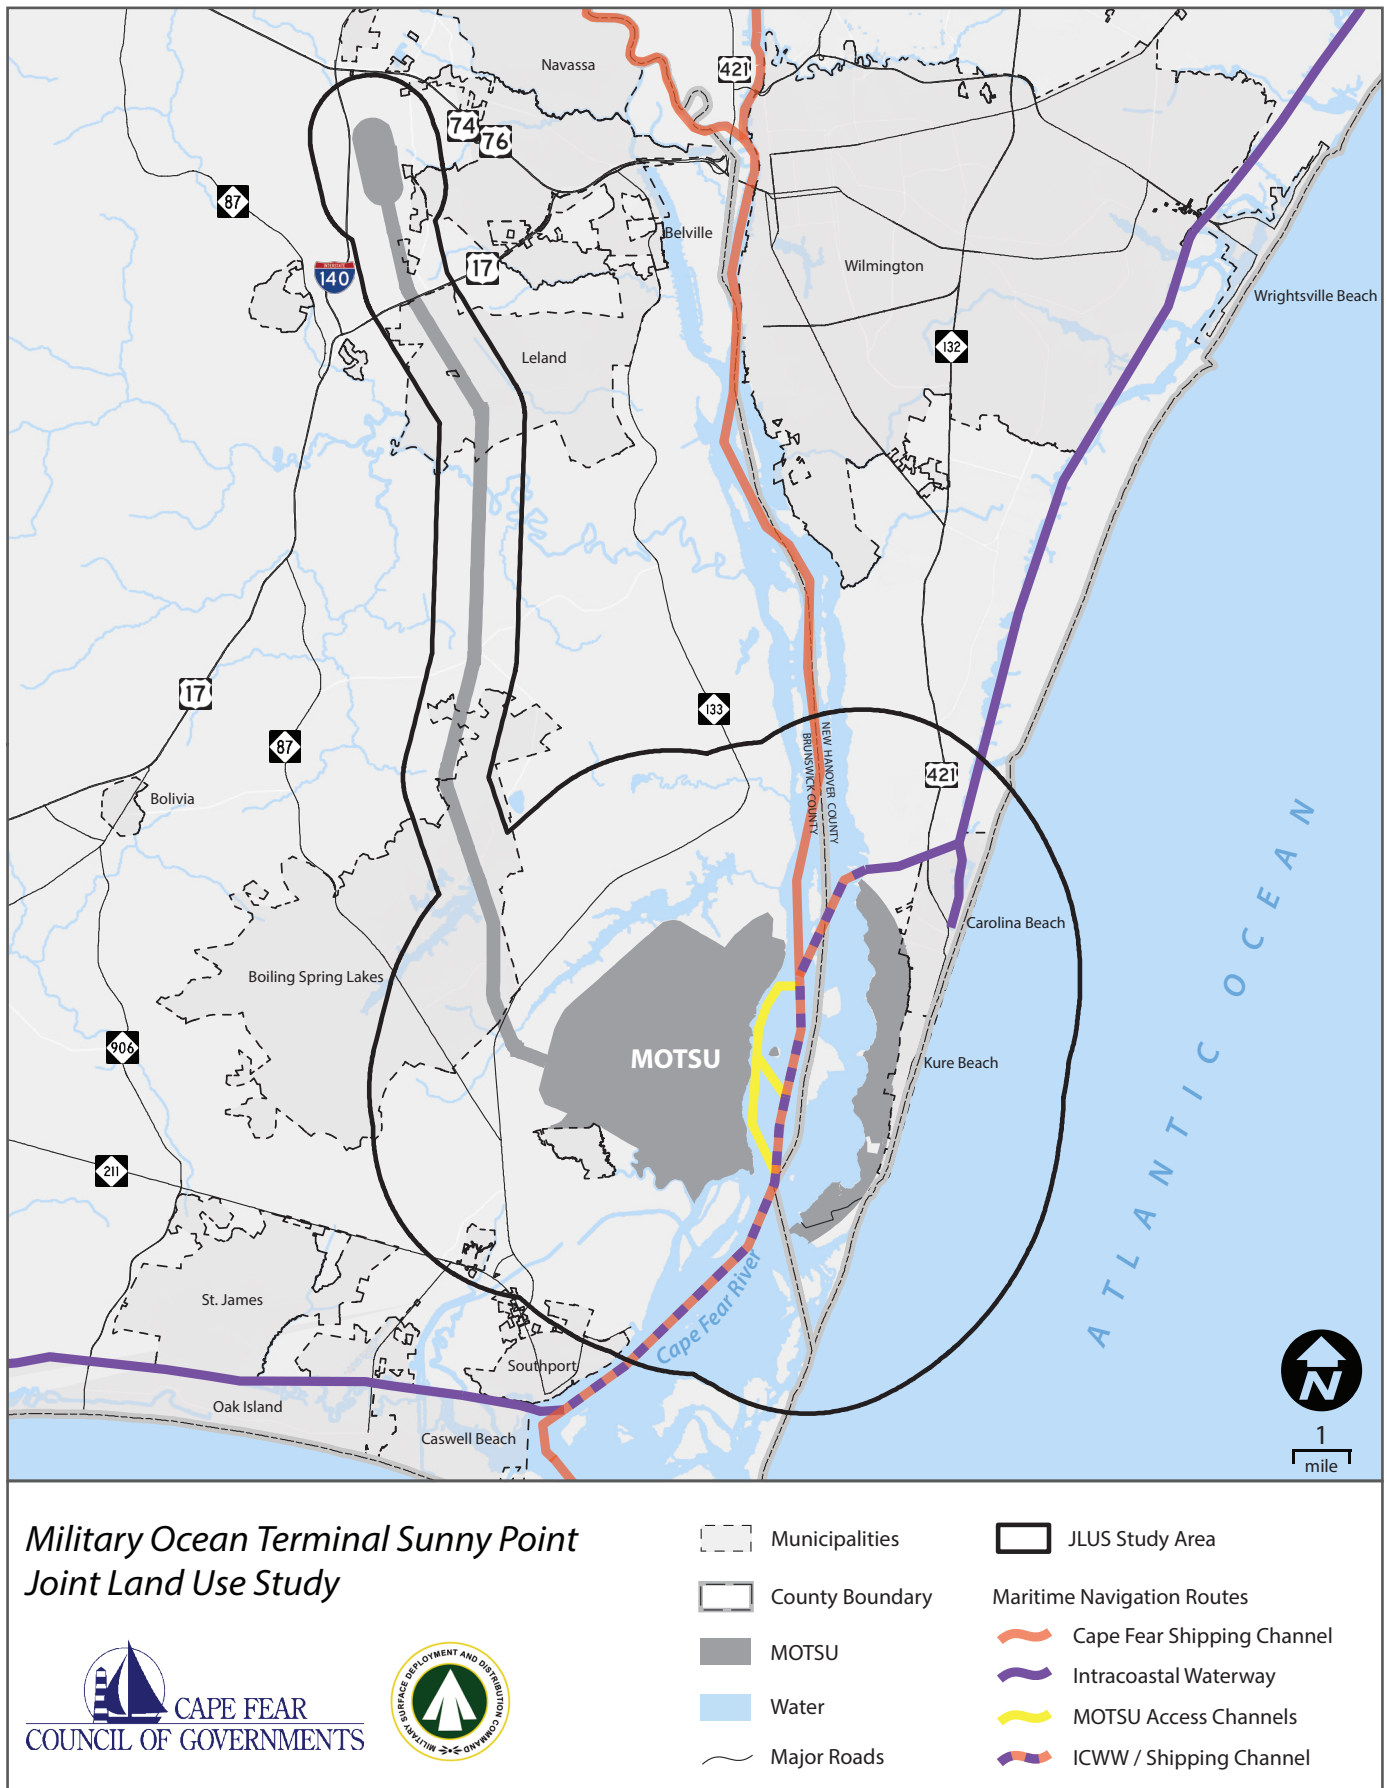 Navassa
421
74
76
87
Belville
17
INTERSTATE
140
Wilmington
Wrightsville Beach
132
Leland
17
133
87
NEW HANOVER COUNTY
BRUNSWICK COUNTY
421
Bolivia
ATLANTIC OCEAN
Carolina Beach
Boiling Spring Lakes
906
MOTSU
Kure Beach
211
St. James
Cape Fear River
Southport
Oak Island
Caswell Beach
N
1
mile
Military Ocean Terminal Sunny Point
Joint Land Use Study
CAPE FEAR
COUNCIL OF GOVERNMENTS
MILITARY SURFACE DEPLOYMENT AND DISTRIBUTION COMMAND
Municipalities
County Boundary
MOTSU
Water
Major Roads
JLUS Study Area
Maritime Navigation Routes
Cape Fear Shipping Channel
Intracoastal Waterway
MOTSU Access Channels
ICWW / Shipping Channel